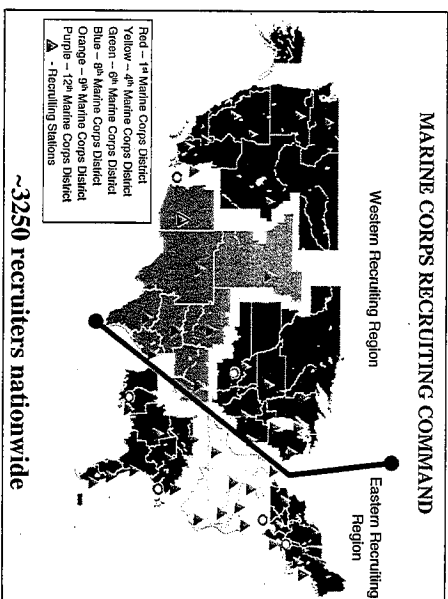 MARINE CORPS RECRUITING COMMAND
Western Recruiting Region
Eastern Recruiting
Region
Red – 1st Marine Corps District
Yellow – 4th Marine Corps District
Green – 6th Marine Corps District
Blue – 8th Marine Corps District
Orange – 9th Marine Corps District
Purple – 12th Marine Corps District
- Recruiting Stations
~3250 recruiters nationwide